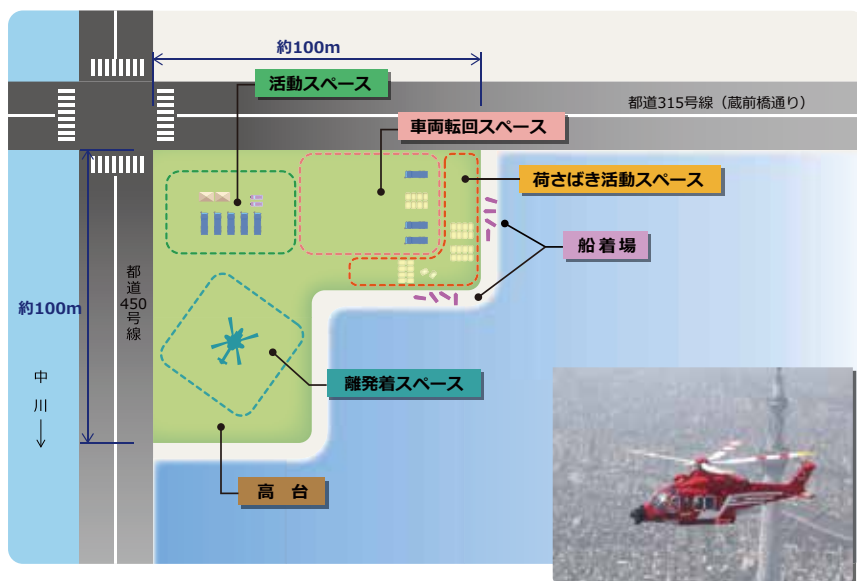 約100m
活動スペース
都道315号線（蔵前橋通り）
車両転回スペース
荷さばき活動スペース
船着場
都道450号線
約100m
離発着スペース
中川
高台